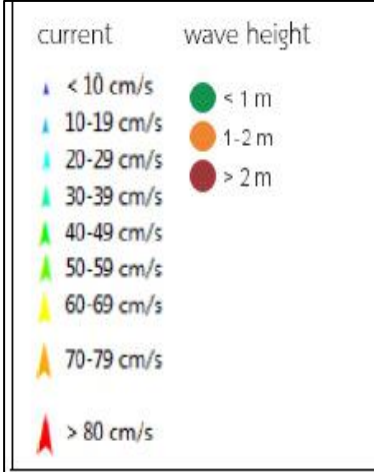 current
< 10 cm/s
10-19 cm/s
20-29 cm/s
30-39 cm/s
40-49 cm/s
50-59 cm/s
60-69 cm/s
70-79 cm/s
> 80 cm/s
wave height
< 1 m
1-2 m
> 2 m